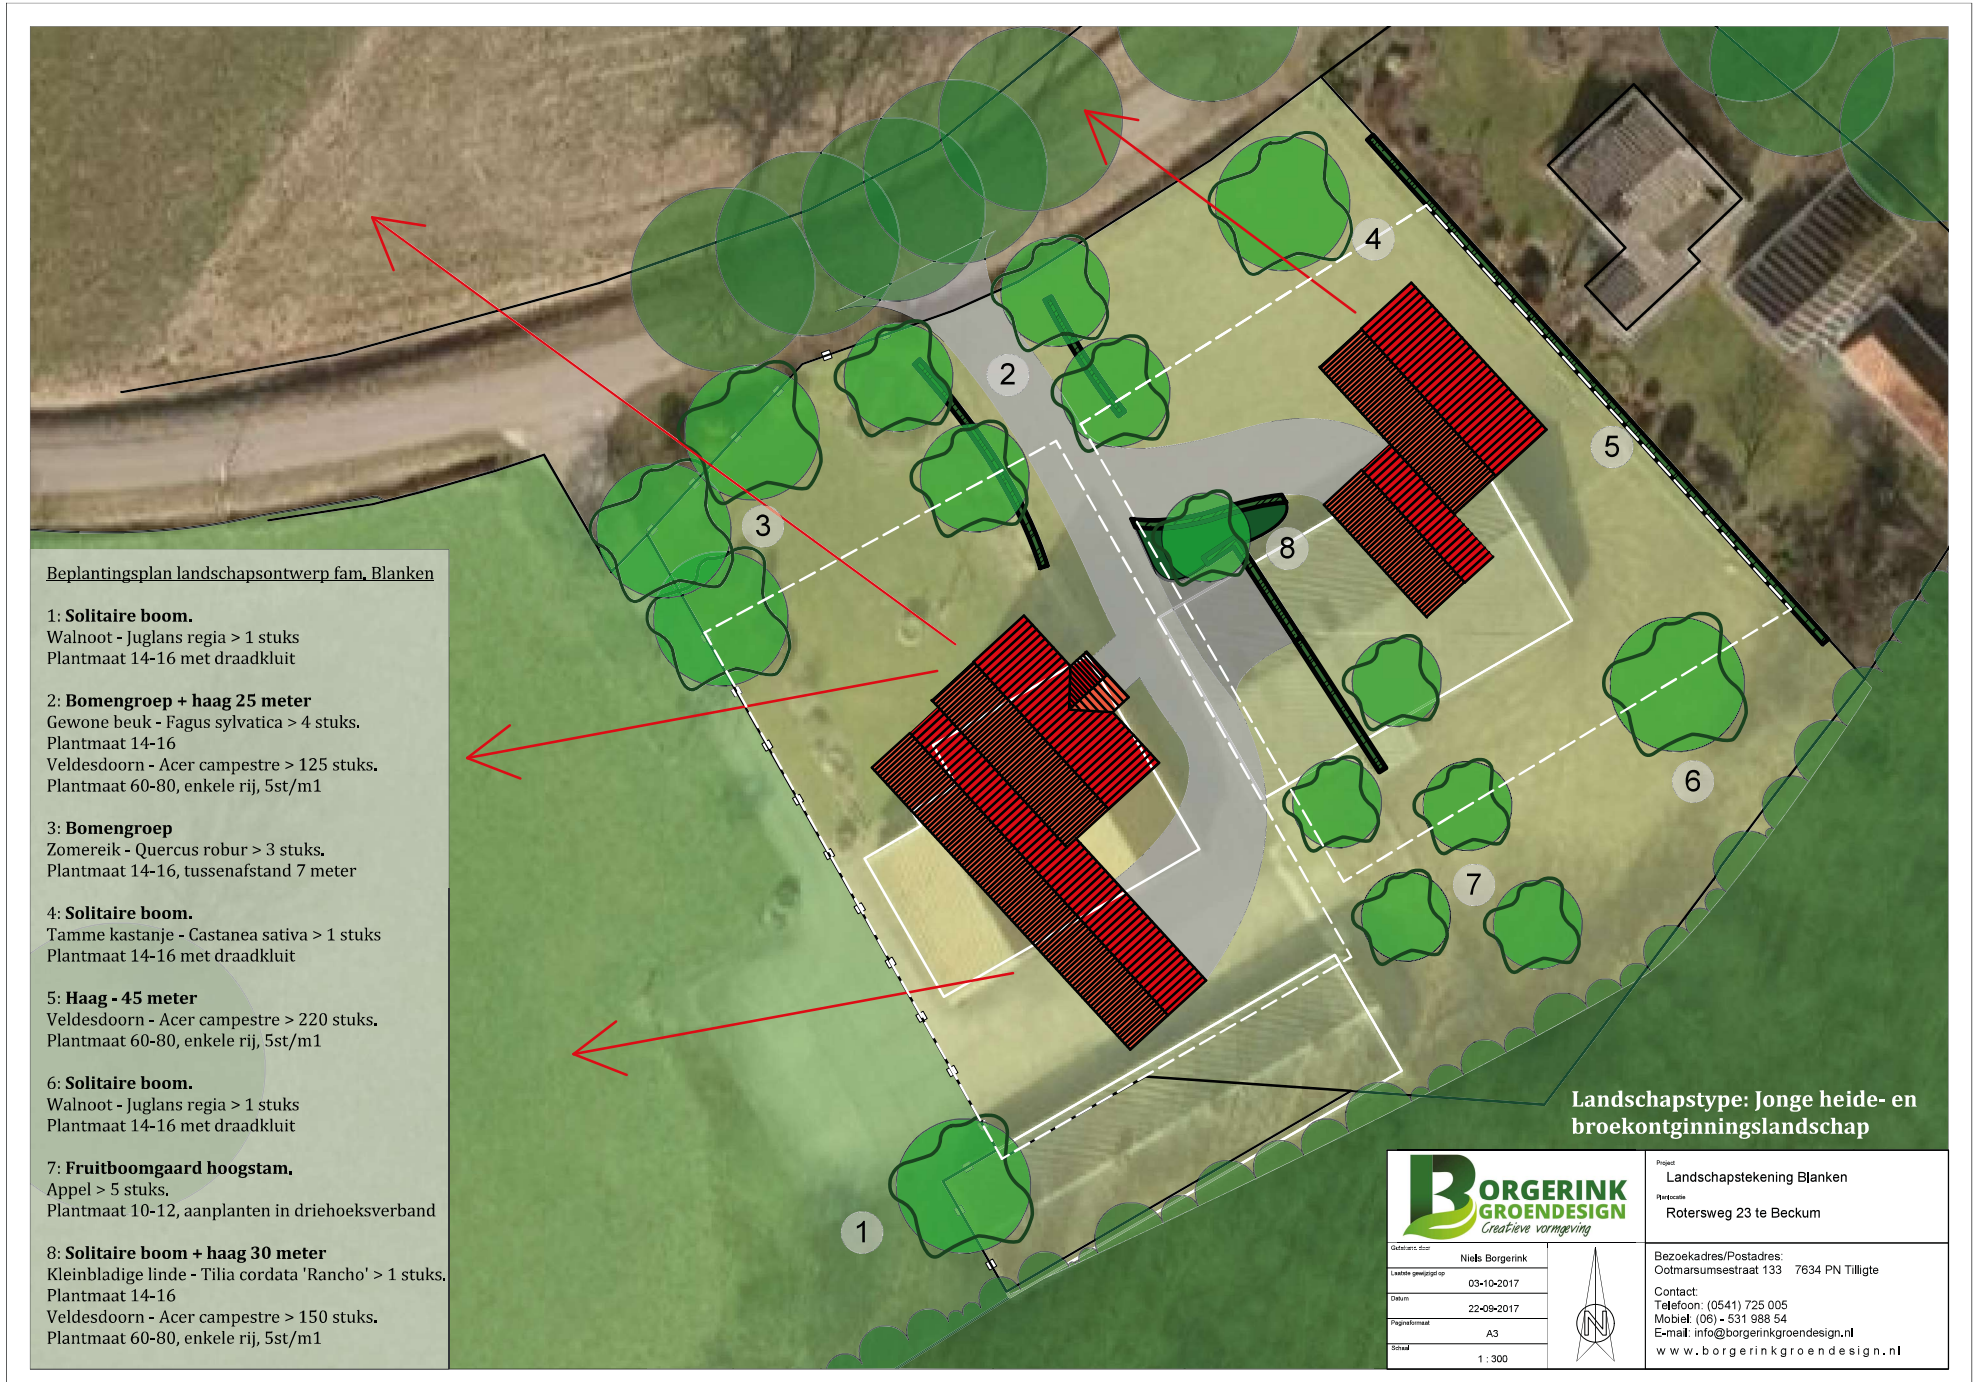 Beplantingsplan landschapsontwerp fam. Blanken
1: Solitaire boom.
Walnoot - Juglans regia > 1 stuks
Plantmaat 14-16 met draadkluit
2: Bomengroep + haag 25 meter
Gewone beuk - Fagus sylvatica > 4 stuks.
Plantmaat 14-16
Veldesdoorn - Acer campestre > 125 stuks.
Plantmaat 60-80, enkele rij, 5st/m1
3: Bomengroep
Zomereik - Quercus robur > 3 stuks.
Plantmaat 14-16, tussenafstand 7 meter
4: Solitaire boom.
Tamme kastanje - Castanea sativa > 1 stuks
Plantmaat 14-16 met draadkluit
5: Haag - 45 meter
Veldesdoorn - Acer campestre > 220 stuks.
Plantmaat 60-80, enkele rij, 5st/m1
6: Solitaire boom.
Walnoot - Juglans regia > 1 stuks
Plantmaat 14-16 met draadkluit
7: Fruitboomgaard hoogstam.
Appel > 5 stuks.
Plantmaat 10-12, aanplanten in driehoeksverband
8: Solitaire boom + haag 30 meter
Kleinbladige linde - Tilia cordata 'Rancho' > 1 stuks.
Plantmaat 14-16
Veldesdoorn - Acer campestre > 150 stuks.
Plantmaat 60-80, enkele rij, 5st/m1
4
2
5
3
8
6
7
1
Landschapstype: Jonge heide- en
broekontginningslandschap
BORGERINK
GROENDESIGN
Creatieve vormgeving
Project
Landschapstekening Blanken
Planlocatie
Rotersweg 23 te Beckum
Getekend door
Niels Borgerink
Laatste gewijzigd op
03-10-2017
Datum
22-09-2017
Paginaformaat
A3
Schaal
1 : 300
N
Bezoekadres/Postadres:
Ootmarsumsestraat 133 7634 PN Tilligte
Contact:
Telefoon: (0541) 725 005
Mobiel: (06) - 531 988 54
E-mail: info@borgerinkgroendesign.nl
www.borgerinkgroendesign.nl